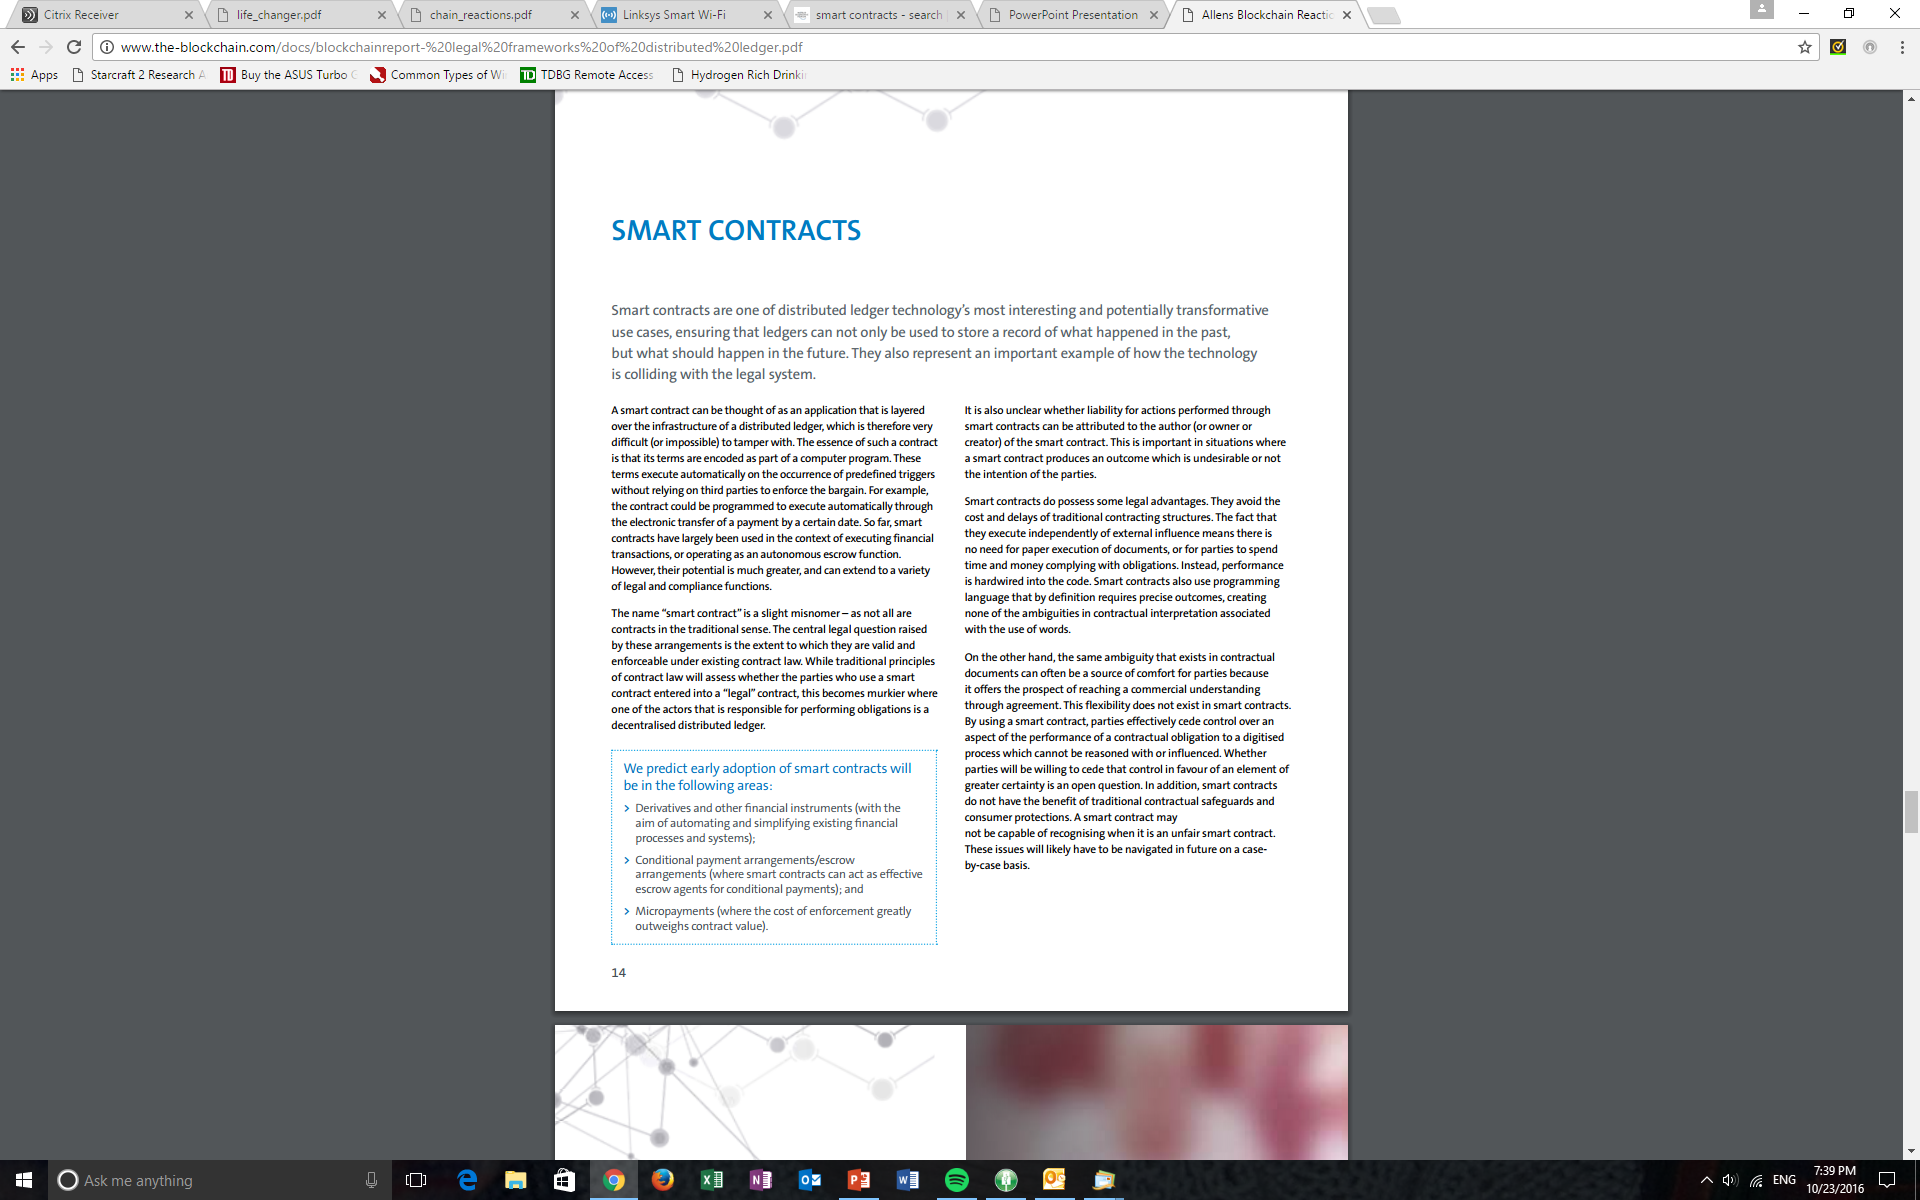 Citrix Receiver
life_changer.pdf
chain_reactions.pdf
Linksys Smart Wi-Fi
smart contracts - search
PowerPoint Presentation
Allens Blockchain Reactio
www.the-blockchain.com/docs/blockchainreport-%20legal%20frameworks%20of%20distributed%20ledger.pdf
Apps
Starcraft 2 Research A
Buy the ASUS Turbo G
Common Types of Wi
TDBG Remote Access
Hydrogen Rich Drinki
SMART CONTRACTS
Smart contracts are one of distributed ledger technology's most interesting and potentially transformative
use cases, ensuring that ledgers can not only be used to store a record of what happened in the past,
but what should happen in the future. They also represent an important example of how the technology
is colliding with the legal system.
A smart contract can be thought of as an application that is layered
over the infrastructure of a distributed ledger, which is therefore very
difficult (or impossible) to tamper with. The essence of such a contract
is that its terms are encoded as part of a computer program. These
terms execute automatically on the occurrence of predefined triggers
without relying on third parties to enforce the bargain. For example,
the contract could be programmed to execute automatically through
the electronic transfer of a payment by a certain date. So far, smart
contracts have largely been used in the context of executing financial
transactions, or operating as an autonomous escrow function.
However, their potential is much greater, and can extend to a variety
of legal and compliance functions.
The name “smart contract” is a slight misnomer – as not all are
contracts in the traditional sense. The central legal question raised
by these arrangements is the extent to which they are valid and
enforceable under existing contract law. While traditional principles
of contract law will assess whether the parties who use a smart
contract entered into a “legal” contract, this becomes murkier where
one of the actors that is responsible for performing obligations is a
decentralised distributed ledger.
We predict early adoption of smart contracts will
be in the following areas:
> Derivatives and other financial instruments (with the
aim of automating and simplifying existing financial
processes and systems);
> Conditional payment arrangements/escrow
arrangements (where smart contracts can act as effective
escrow agents for conditional payments); and
> Micropayments (where the cost of enforcement greatly
outweighs contract value).
14
It is also unclear whether liability for actions performed through
smart contracts can be attributed to the author (or owner or
creator) of the smart contract. This is important in situations where
a smart contract produces an outcome which is undesirable or not
the intention of the parties.
Smart contracts do possess some legal advantages. They avoid the
cost and delays of traditional contracting structures. The fact that
they execute independently of external influence means there is
no need for paper execution of documents, or for parties to spend
time and money complying with obligations. Instead, performance
is hardwired into the code. Smart contracts also use programming
language that by definition requires precise outcomes, creating
none of the ambiguities in contractual interpretation associated
with the use of words.
On the other hand, the same ambiguity that exists in contractual
documents can often be a source of comfort for parties because
it offers the prospect of reaching a commercial understanding
through agreement. This flexibility does not exist in smart contracts.
By using a smart contract, parties effectively cede control over an
aspect of the performance of a contractual obligation to a digitised
process which cannot be reasoned with or influenced. Whether
parties will be willing to cede that control in favour of an element of
greater certainty is an open question. In addition, smart contracts
do not have the benefit of traditional contractual safeguards and
consumer protections. A smart contract may
not be capable of recognising when it is an unfair smart contract.
These issues will likely have to be navigated in future on a case-
by-case basis.
Ask me anything
ENG
7:39 PM
10/23/2016